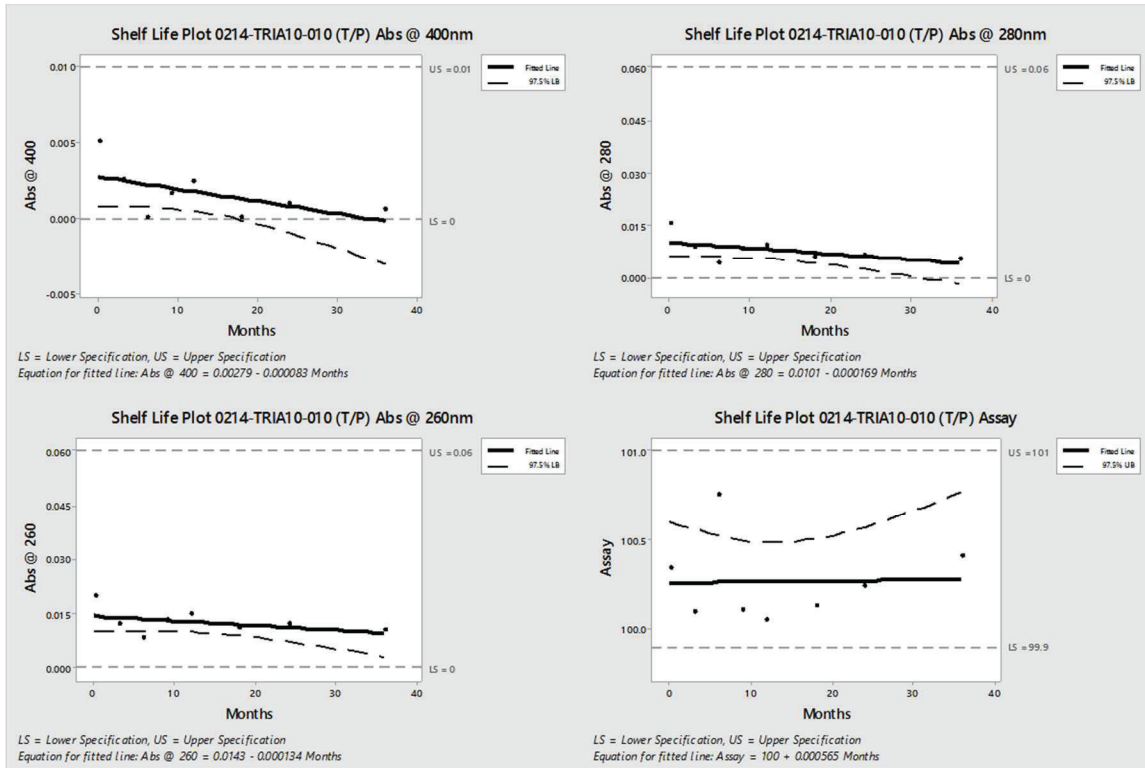 Shelf Life Plot 0214-TRIA10-010 (T/P) Abs @ 400nm
0.010
0.005
0.000
-0.005
Abs @ 400
US = 0.01
LS = 0
Fitted Line
97.5% LB
0
10
20
30
40
Months
LS = Lower Specification, US = Upper Specification
Equation for fitted line: Abs @ 400 = 0.00279 - 0.000083 Months
Shelf Life Plot 0214-TRIA10-010 (T/P) Abs @ 280nm
0.060
0.045
0.030
0.015
0.000
Abs @ 280
US = 0.06
LS = 0
Fitted Line
97.5% LB
0
10
20
30
40
Months
LS = Lower Specification, US = Upper Specification
Equation for fitted line: Abs @ 280 = 0.0101 - 0.000169 Months
Shelf Life Plot 0214-TRIA10-010 (T/P) Abs @ 260nm
0.060
0.045
0.030
0.015
0.000
Abs @ 260
US = 0.06
LS = 0
Fitted Line
97.5% LB
0
10
20
30
40
Months
LS = Lower Specification, US = Upper Specification
Equation for fitted line: Abs @ 260 = 0.0143 - 0.000134 Months
Shelf Life Plot 0214-TRIA10-010 (T/P) Assay
101.0
100.5
100.0
Assay
US = 101
LS = 99.9
Fitted Line
97.5% UB
0
10
20
30
40
Months
LS = Lower Specification, US = Upper Specification
Equation for fitted line: Assay = 100 + 0.000565 Months